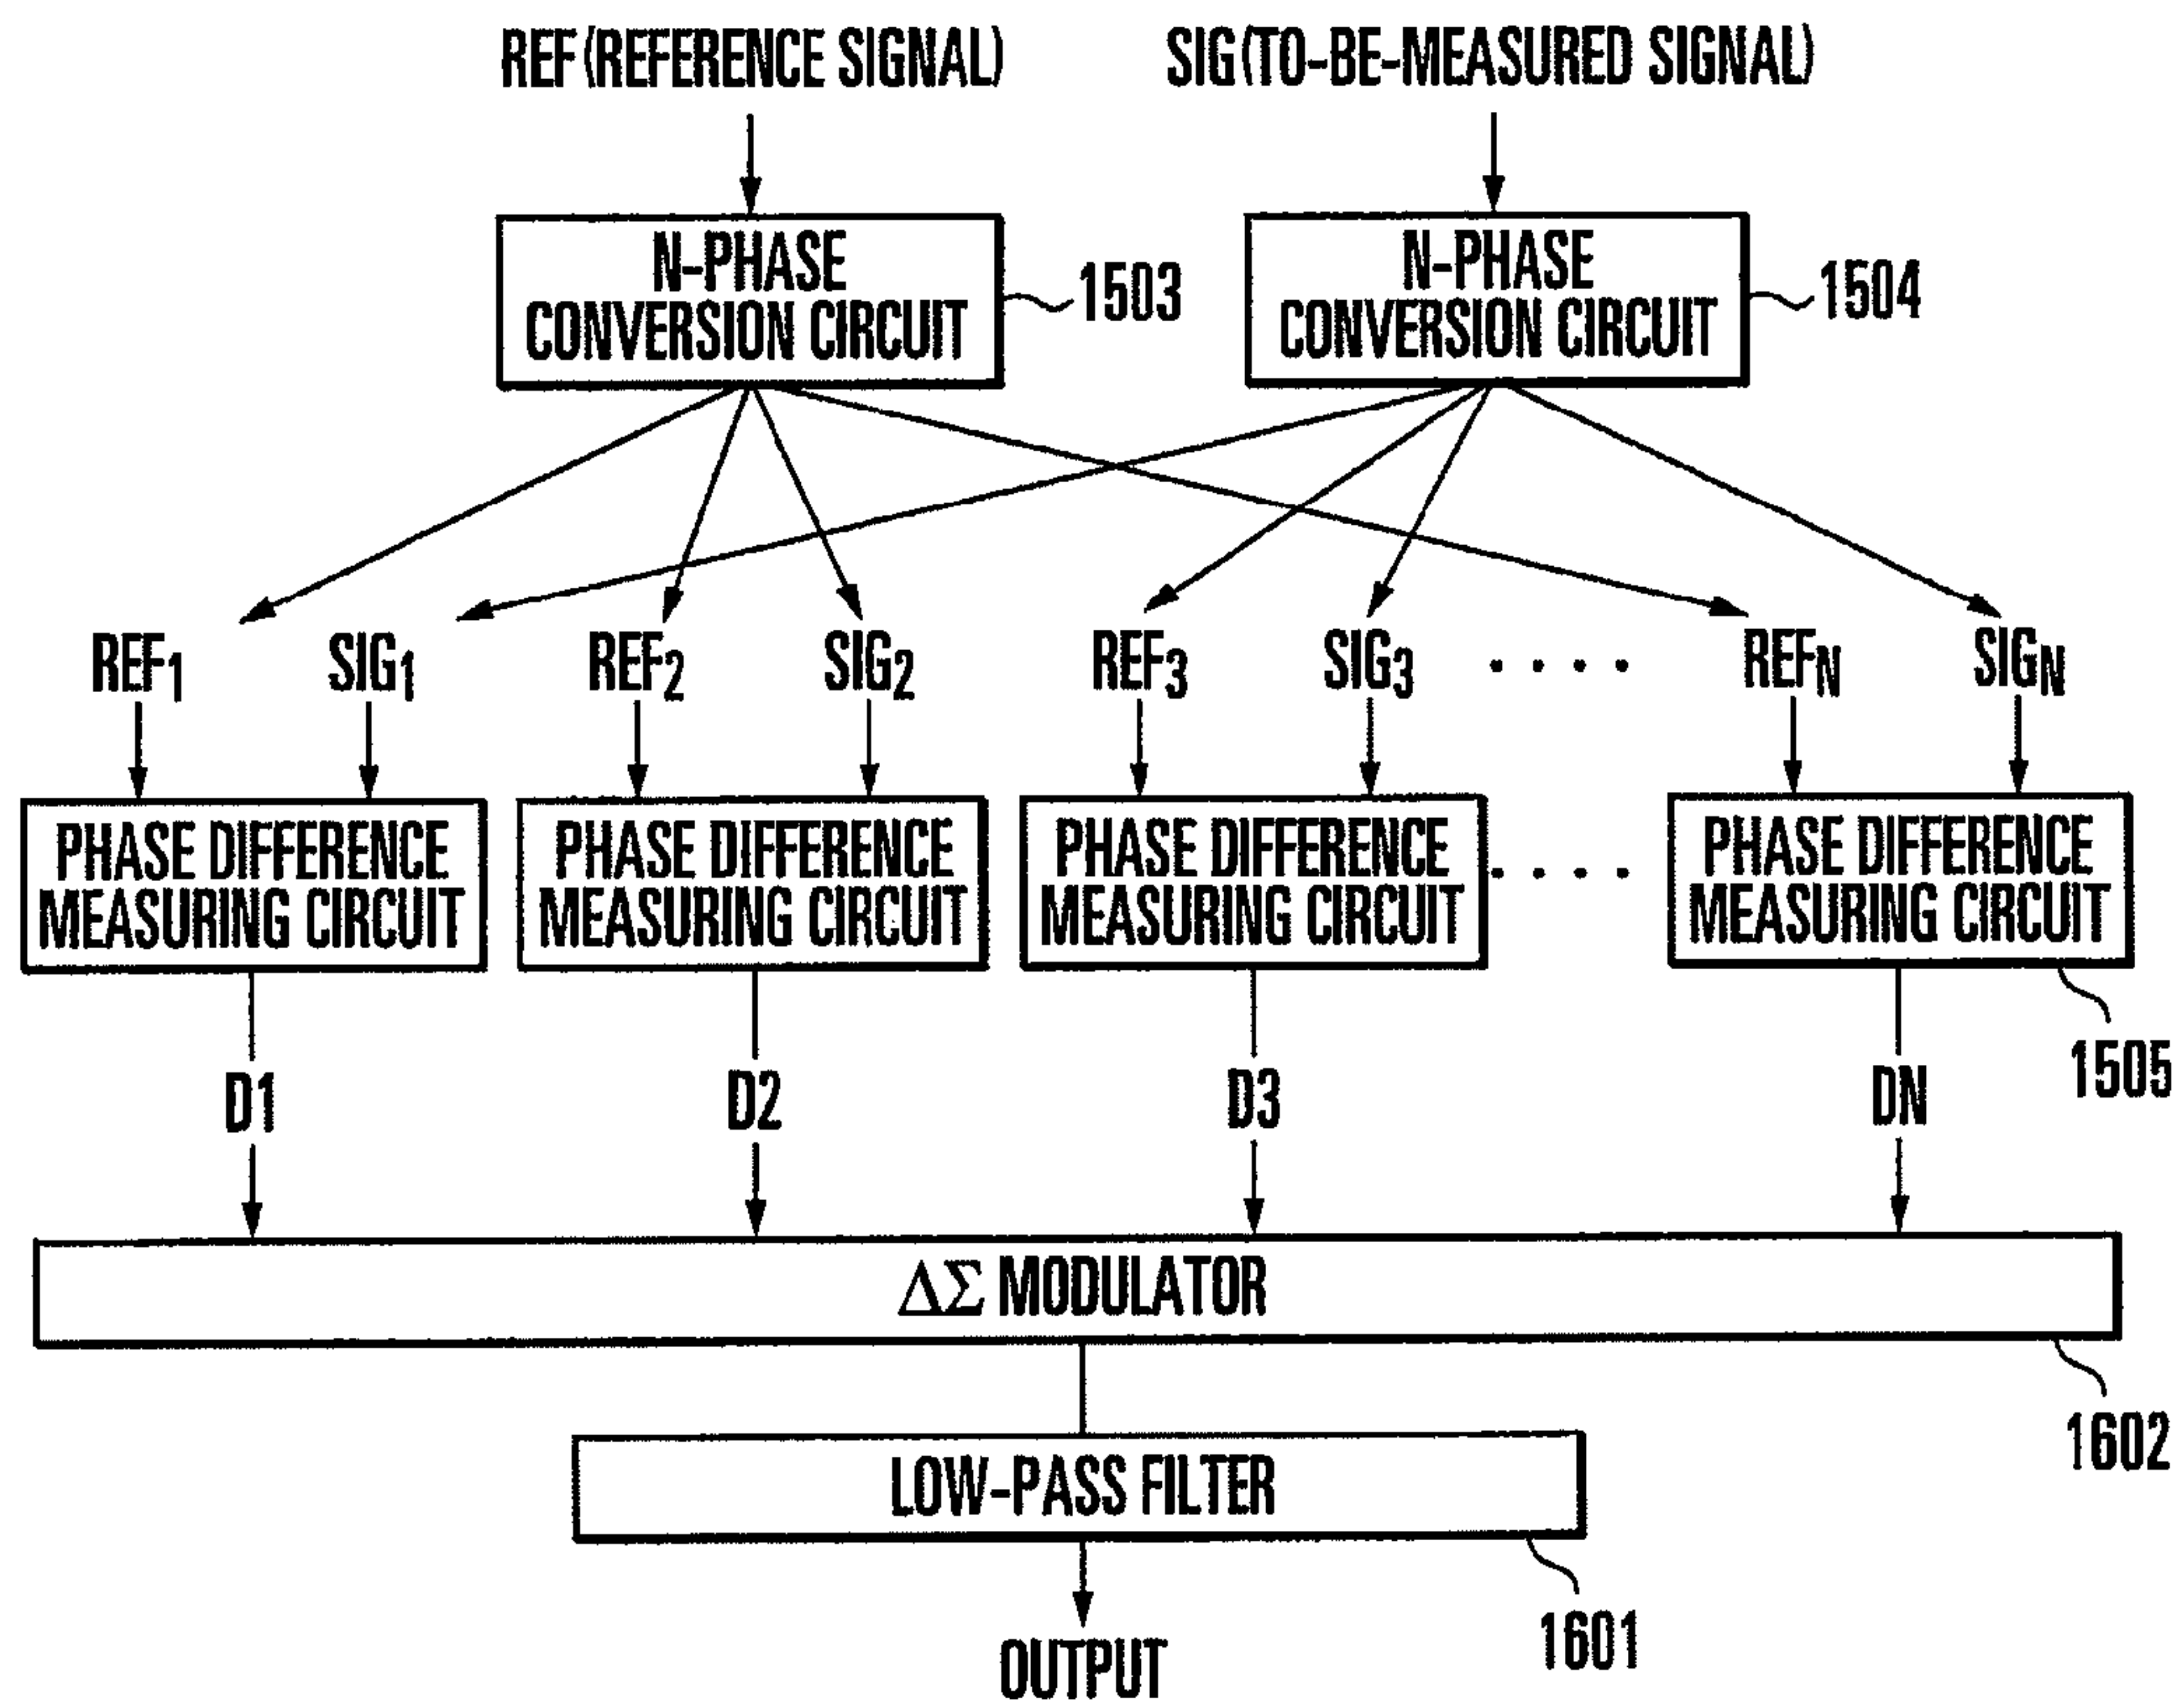 REF(REFERENCE SIGNAL)
SIG(TO-BE-MEASURED SIGNAL)
N-PHASE
CONVERSION CIRCUIT
1503
N-PHASE
CONVERSION CIRCUIT
1504
REF1
SIG1
REF2
SIG2
REF3
SIG3
. . . .
REFN
SIGN
PHASE DIFFERENCE
MEASURING CIRCUIT
PHASE DIFFERENCE
MEASURING CIRCUIT
PHASE DIFFERENCE
MEASURING CIRCUIT
. . . .
PHASE DIFFERENCE
MEASURING CIRCUIT
1505
D1
D2
D3
DN
ΔΣ MODULATOR
1602
LOW-PASS FILTER
1601
OUTPUT